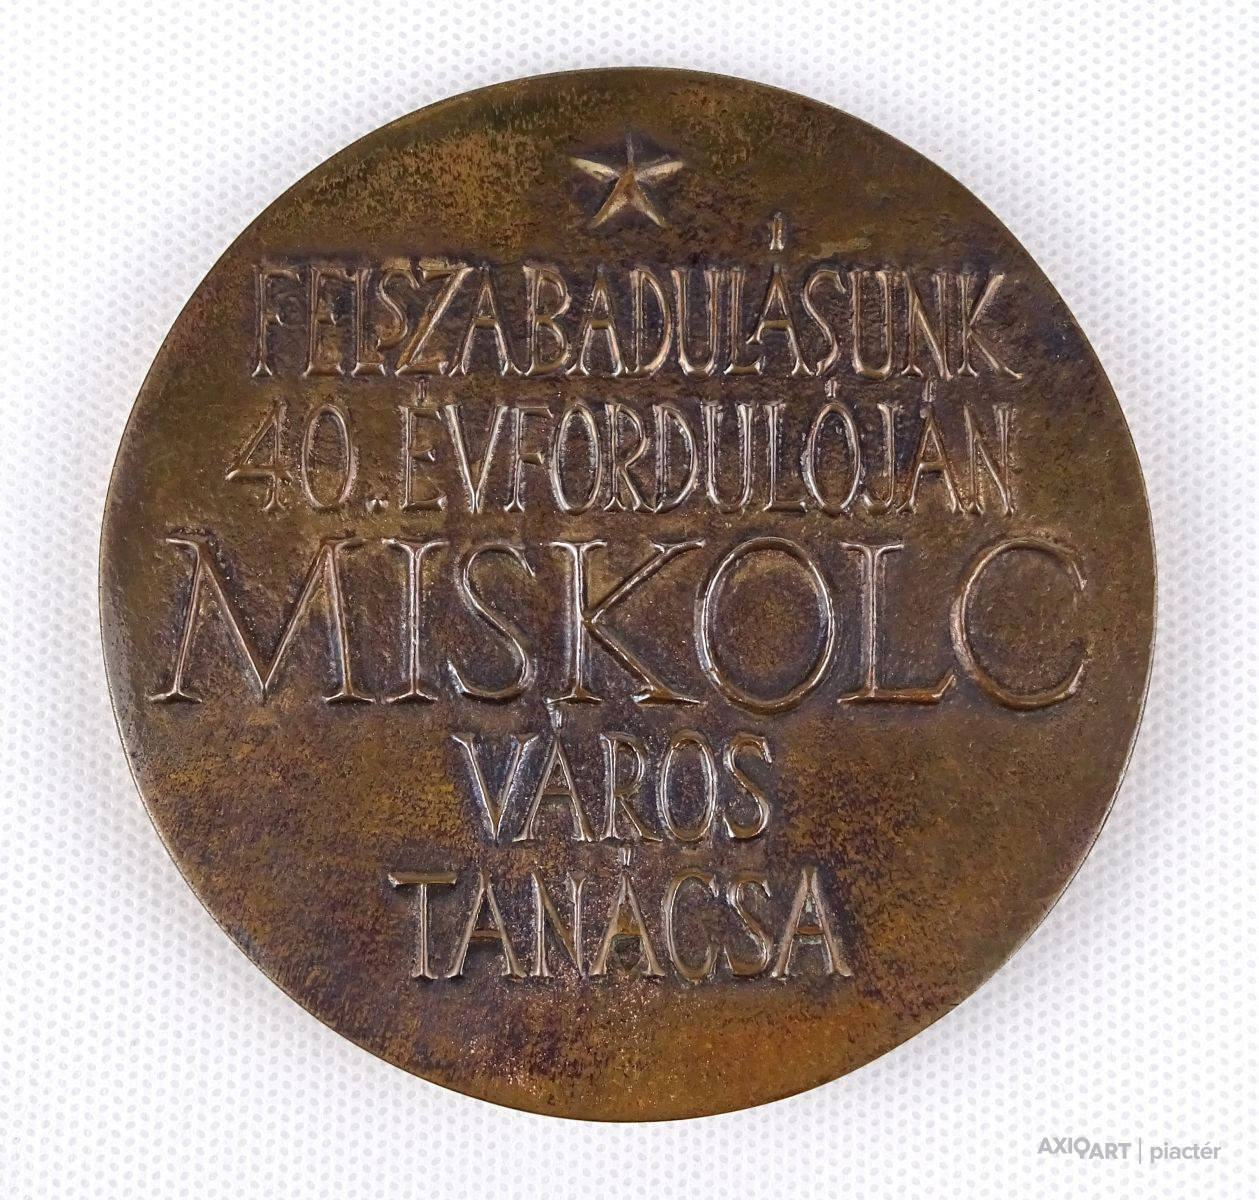 FELSZABADULÁSUNK
40. ÉVFORDULÓJÁN
MISKOLC
VÁROS
TANÁCSA
AXIOART | piactér